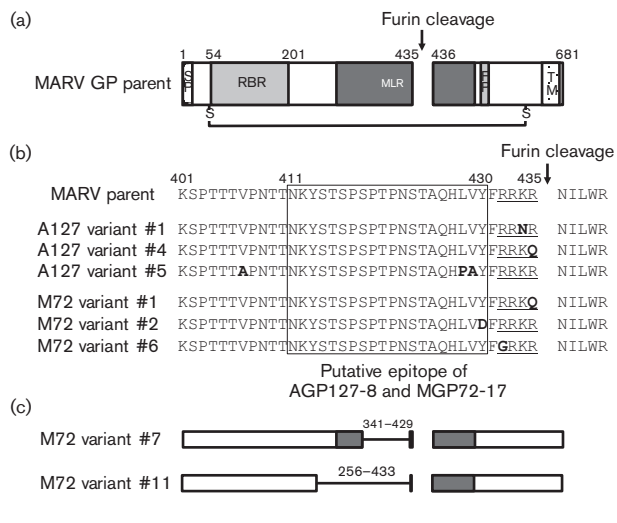 (a)
Furin cleavage
1 54 201 435 436 681
MARV GP parent
RBR MLR TM
S S
(b)
Furin cleavage
401 411 430 435
MARV parent KSPTTTVPNTTNKYSTSPSPTPNSTAQHLVYFRRKR NILWR
A127 variant #1 KSPTTTVPNTTNKYSTSPSPTPNSTAQHLVYFRRNR NILWR
A127 variant #4 KSPTTTVPNTTNKYSTSPSPTPNSTAQHLVYFRRKQ NILWR
A127 variant #5 KSPTTTAPNTTNKYSTSPSPTPNSTAQHPAYFRRKR NILWR
M72 variant #1 KSPTTTVPNTTNKYSTSPSPTPNSTAQHLVYFRRKQ NILWR
M72 variant #2 KSPTTTVPNTTNKYSTSPSPTPNSTAQHLVDFRRKR NILWR
M72 variant #6 KSPTTTVPNTTNKYSTSPSPTPNSTAQHLVYFGRKR NILWR
Putative epitope of
AGP127-8 and MGP72-17
(c)
341–429
M72 variant #7
256–433
M72 variant #11